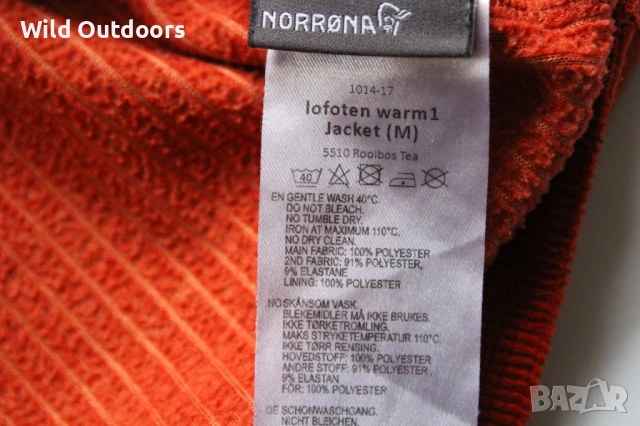 Wild Outdoors
NORRØNA
1014-17
lofoten warm1
Jacket (M)
5510 Rooibos Tea
40
EN GENTLE WASH 40°C.
DO NOT BLEACH.
NO TUMBLE DRY.
IRON AT MAXIMUM 110°C.
NO DRY CLEAN.
MAIN FABRIC: 100% POLYESTER
2ND FABRIC: 91% POLYESTER,
9% ELASTANE
LINING: 100% POLYESTER
NO SKÅNSOM VASK.
BLEKEMIDLER MÅ IKKE BRUKES.
IKKE TØRKETROMLING.
MAKS STRYKETEMPERATUR 110°C.
IKKE TØRR RENSING.
HOVEDSTOFF: 100% POLYESTER
ANDRE STOFF: 91% POLYESTER,
9% ELASTAN
FÔR: 100% POLYESTER
DE SCHONWASCHGANG.
NICHT BLEICHEN.
BAZAR